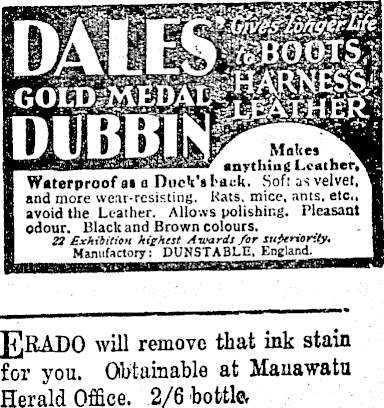 DALES'
GOLD MEDAL
DUBBIN
Gives Longer Life
to BOOTS,
HARNESS,
LEATHER
Makes
anything Leather,
Waterproof as a Duck's back. Soft as velvet,
and more wear-resisting. Rats, mice, ants, etc.,
avoid the Leather. Allows polishing. Pleasant
odour. Black and Brown colours.
22 Exhibition highest Awards for superiority.
Manufactory: DUNSTABLE, England.
ERADO will remove that ink stain
for you. Obtainable at Manawatu
Herald Office. 2/6 bottle.